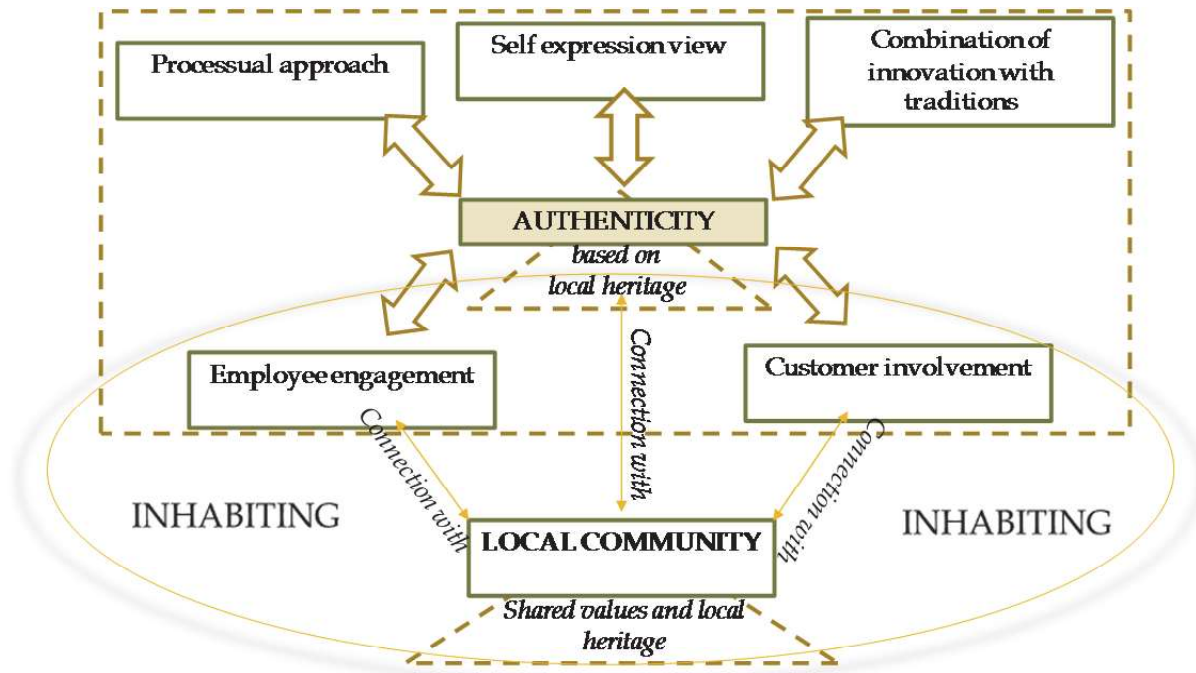 Processual approach
Self expression view
Combination of
innovation with
traditions
AUTHENTICITY
based on
local heritage
Employee engagement
Customer involvement
Connection with
Connection with
Connection with
INHABITING
INHABITING
LOCAL COMMUNITY
Shared values and local
heritage